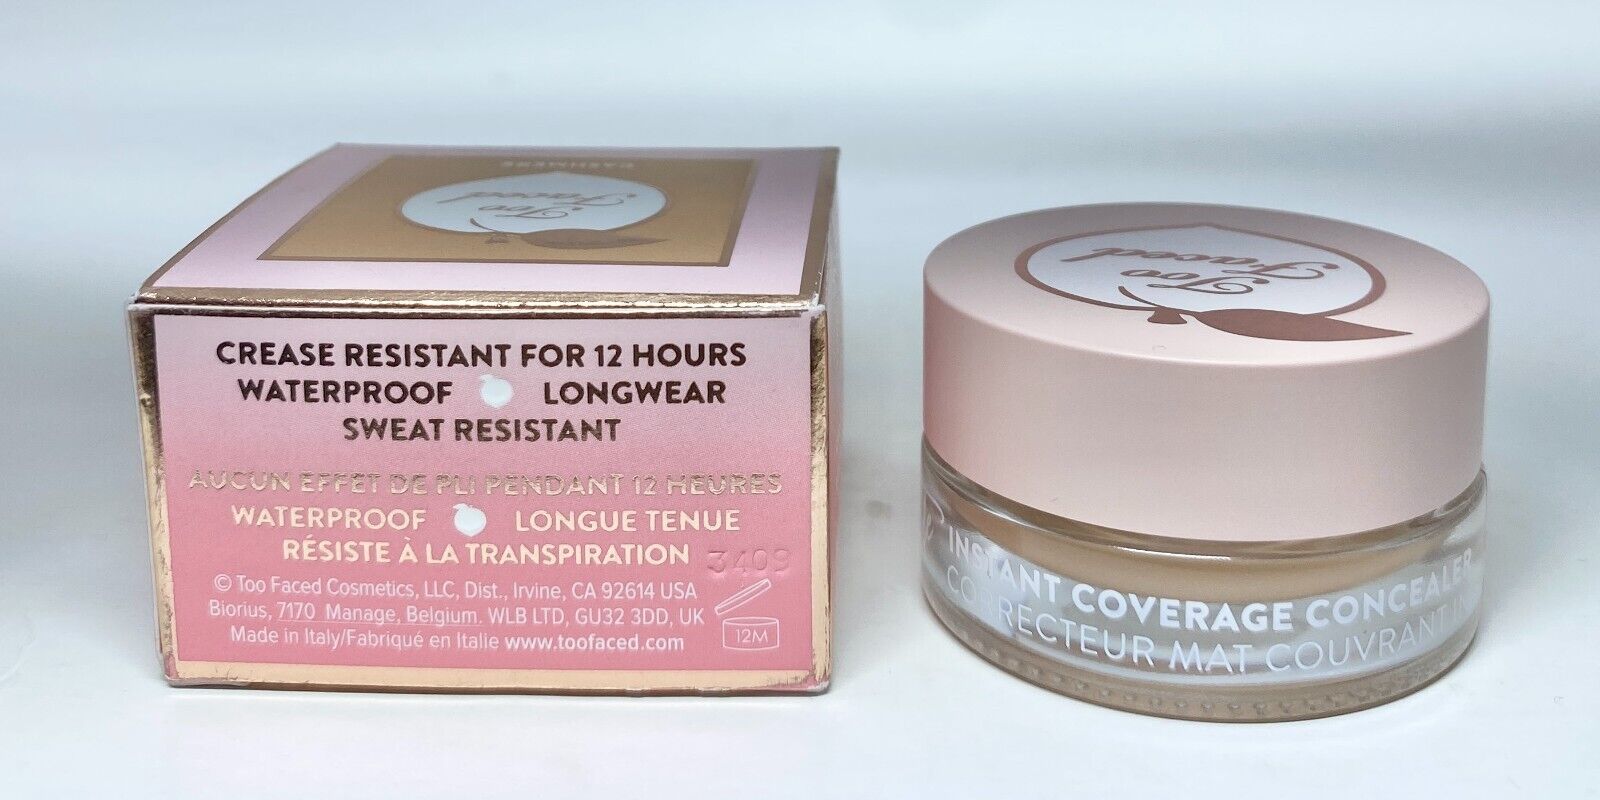 CASHMERE
Too
Faced
CREASE RESISTANT FOR 12 HOURS
WATERPROOF LONGWEAR
SWEAT RESISTANT
AUCUN EFFET DE PLI PENDANT 12 HEURES
WATERPROOF LONGUE TENUE
RÉSISTE À LA TRANSPIRATION
3409
© Too Faced Cosmetics, LLC, Dist., Irvine, CA 92614 USA
Biorius, 7170 Manage, Belgium. WLB LTD, GU32 3DD, UK
Made in Italy/Fabriqué en Italie www.toofaced.com
12M
Too
Faced
INSTANT COVERAGE CONCEALER
CORRECTEUR MAT COUVRANT